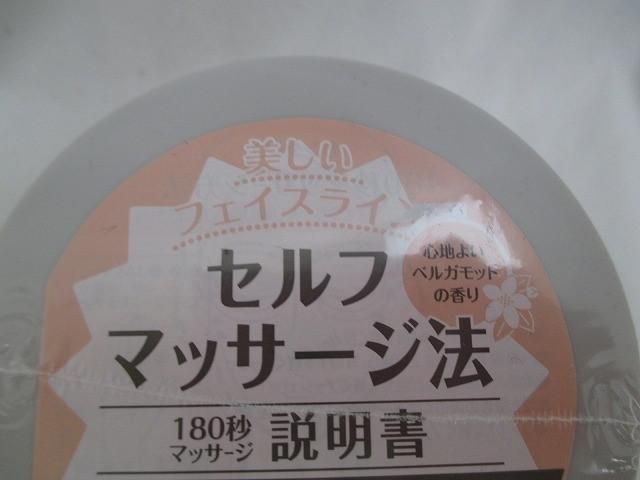 美しい
フェイスライン
セルフ
マッサージ法
心地よい
ベルガモット
の香り
180秒
マッサージ
説明書